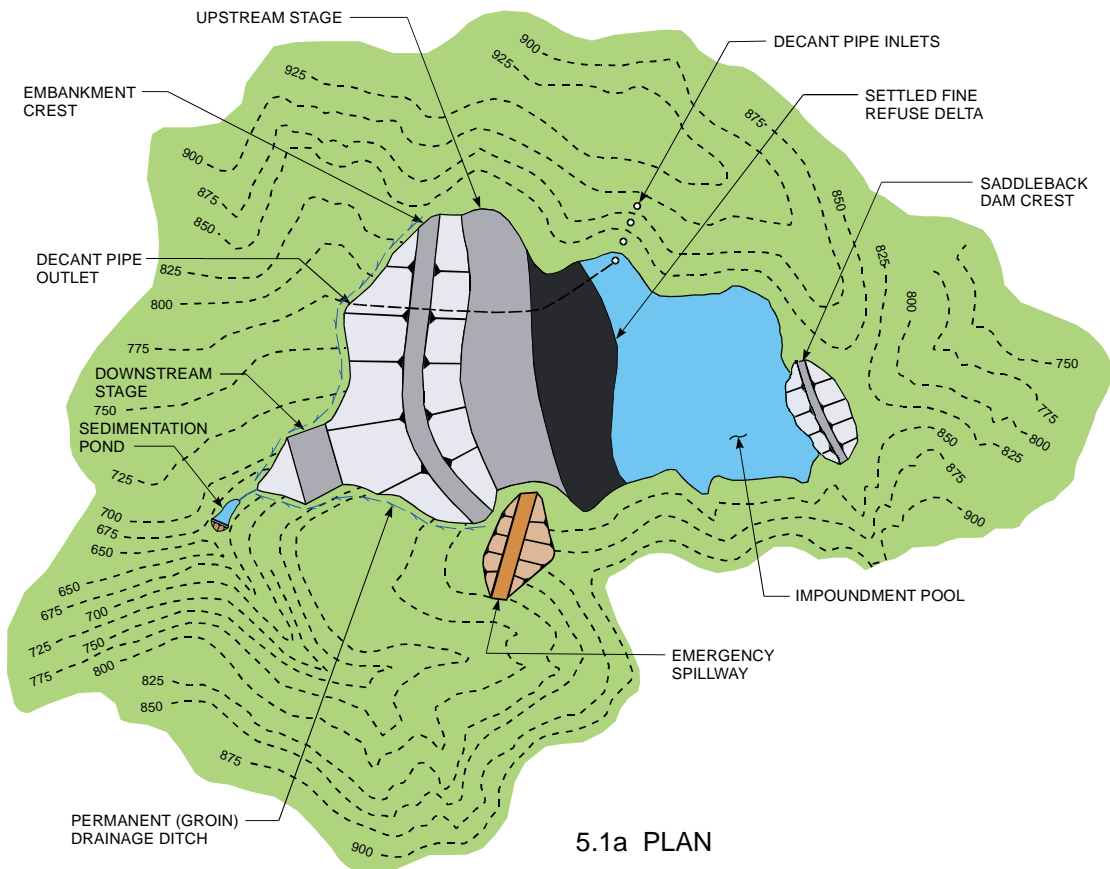 UPSTREAM STAGE
DECANT PIPE INLETS
EMBANKMENT
CREST
SETTLED FINE
REFUSE DELTA
SADDLEBACK
DAM CREST
DECANT PIPE
OUTLET
DOWNSTREAM
STAGE
SEDIMENTATION
POND
IMPOUNDMENT POOL
EMERGENCY
SPILLWAY
PERMANENT (GROIN)
DRAINAGE DITCH
900
925
925
900
875
850
825
800
775
750
725
700
675
650
650
675
700
725
750
775
800
825
850
875
900
875
850
825
800
750
775
800
825
850
875
900
5.1a PLAN